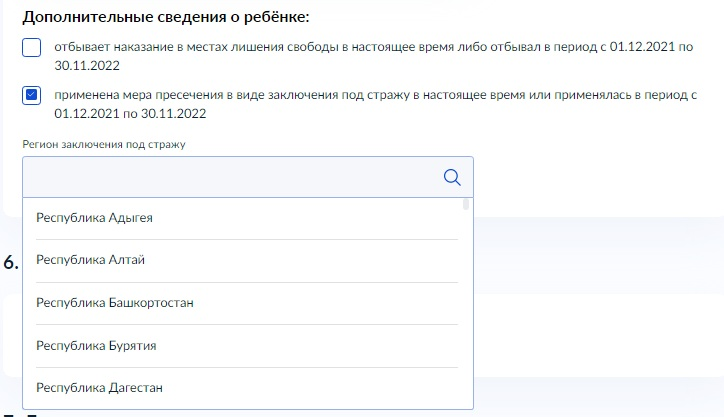 Дополнительные сведения о ребёнке:
отбывает наказание в местах лишения свободы в настоящее время либо отбывал в период с 01.12.2021 по
30.11.2022
применена мера пресечения в виде заключения под стражу в настоящее время или применялась в период с
01.12.2021 по 30.11.2022
Регион заключения под стражу
Республика Адыгея
6.
Республика Алтай
Республика Башкортостан
Республика Бурятия
Республика Дагестан